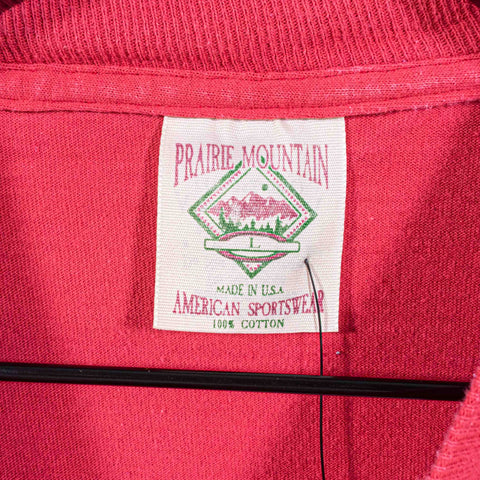 PRAIRIE MOUNTAIN
L
MADE IN U.S.A
AMERICAN SPORTSWEAR
100% COTTON